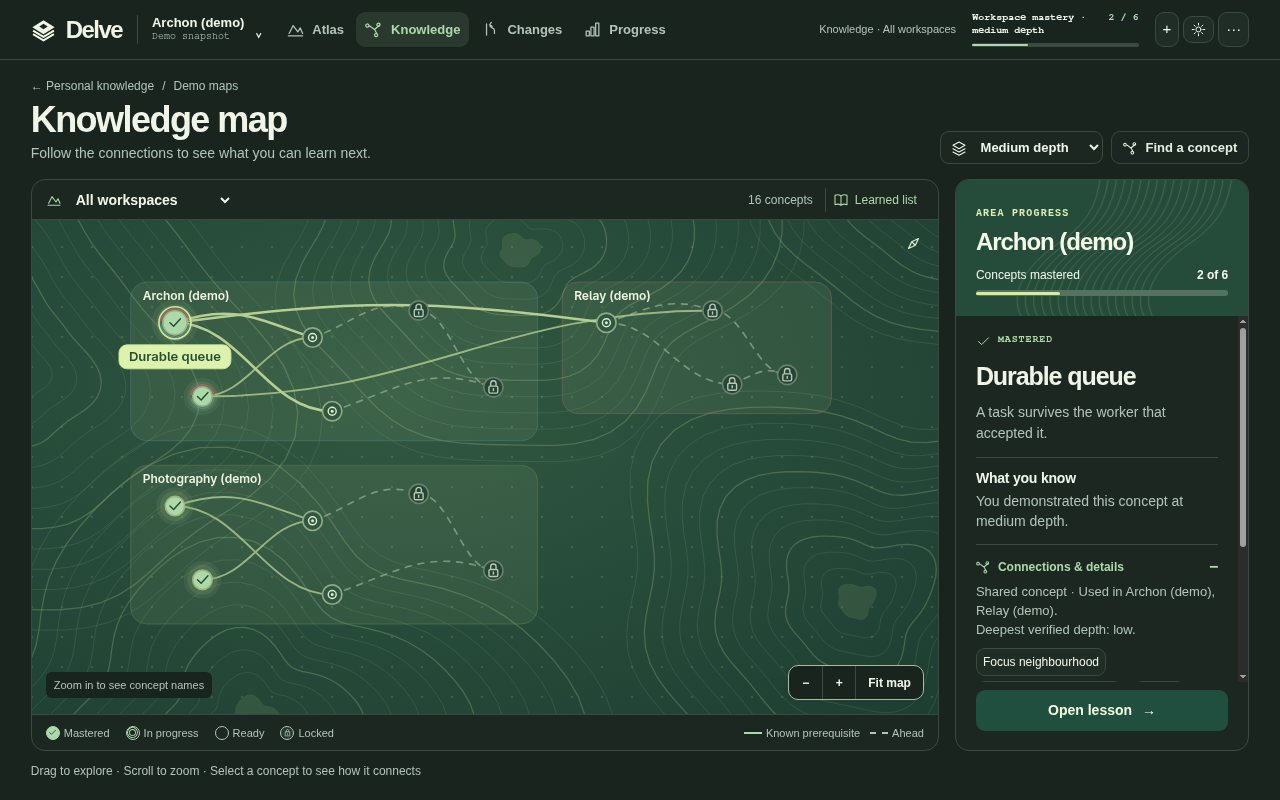 Delve
Archon (demo)
Demo snapshot
Atlas
Knowledge
Changes
Progress
Knowledge · All workspaces
Workspace mastery · medium depth
2 / 6
+
...
← Personal knowledge / Demo maps
Knowledge map
Follow the connections to see what you can learn next.
Medium depth
Find a concept
All workspaces
16 concepts
Learned list
Archon (demo)
Relay (demo)
Durable queue
Photography (demo)
Zoom in to see concept names
−
+
Fit map
Mastered
In progress
Ready
Locked
Known prerequisite
Ahead
Drag to explore · Scroll to zoom · Select a concept to see how it connects
AREA PROGRESS
Archon (demo)
Concepts mastered
2 of 6
MASTERED
Durable queue
A task survives the worker that
accepted it.
What you know
You demonstrated this concept at
medium depth.
Connections & details
−
Shared concept · Used in Archon (demo),
Relay (demo).
Deepest verified depth: low.
Focus neighbourhood
Open lesson →